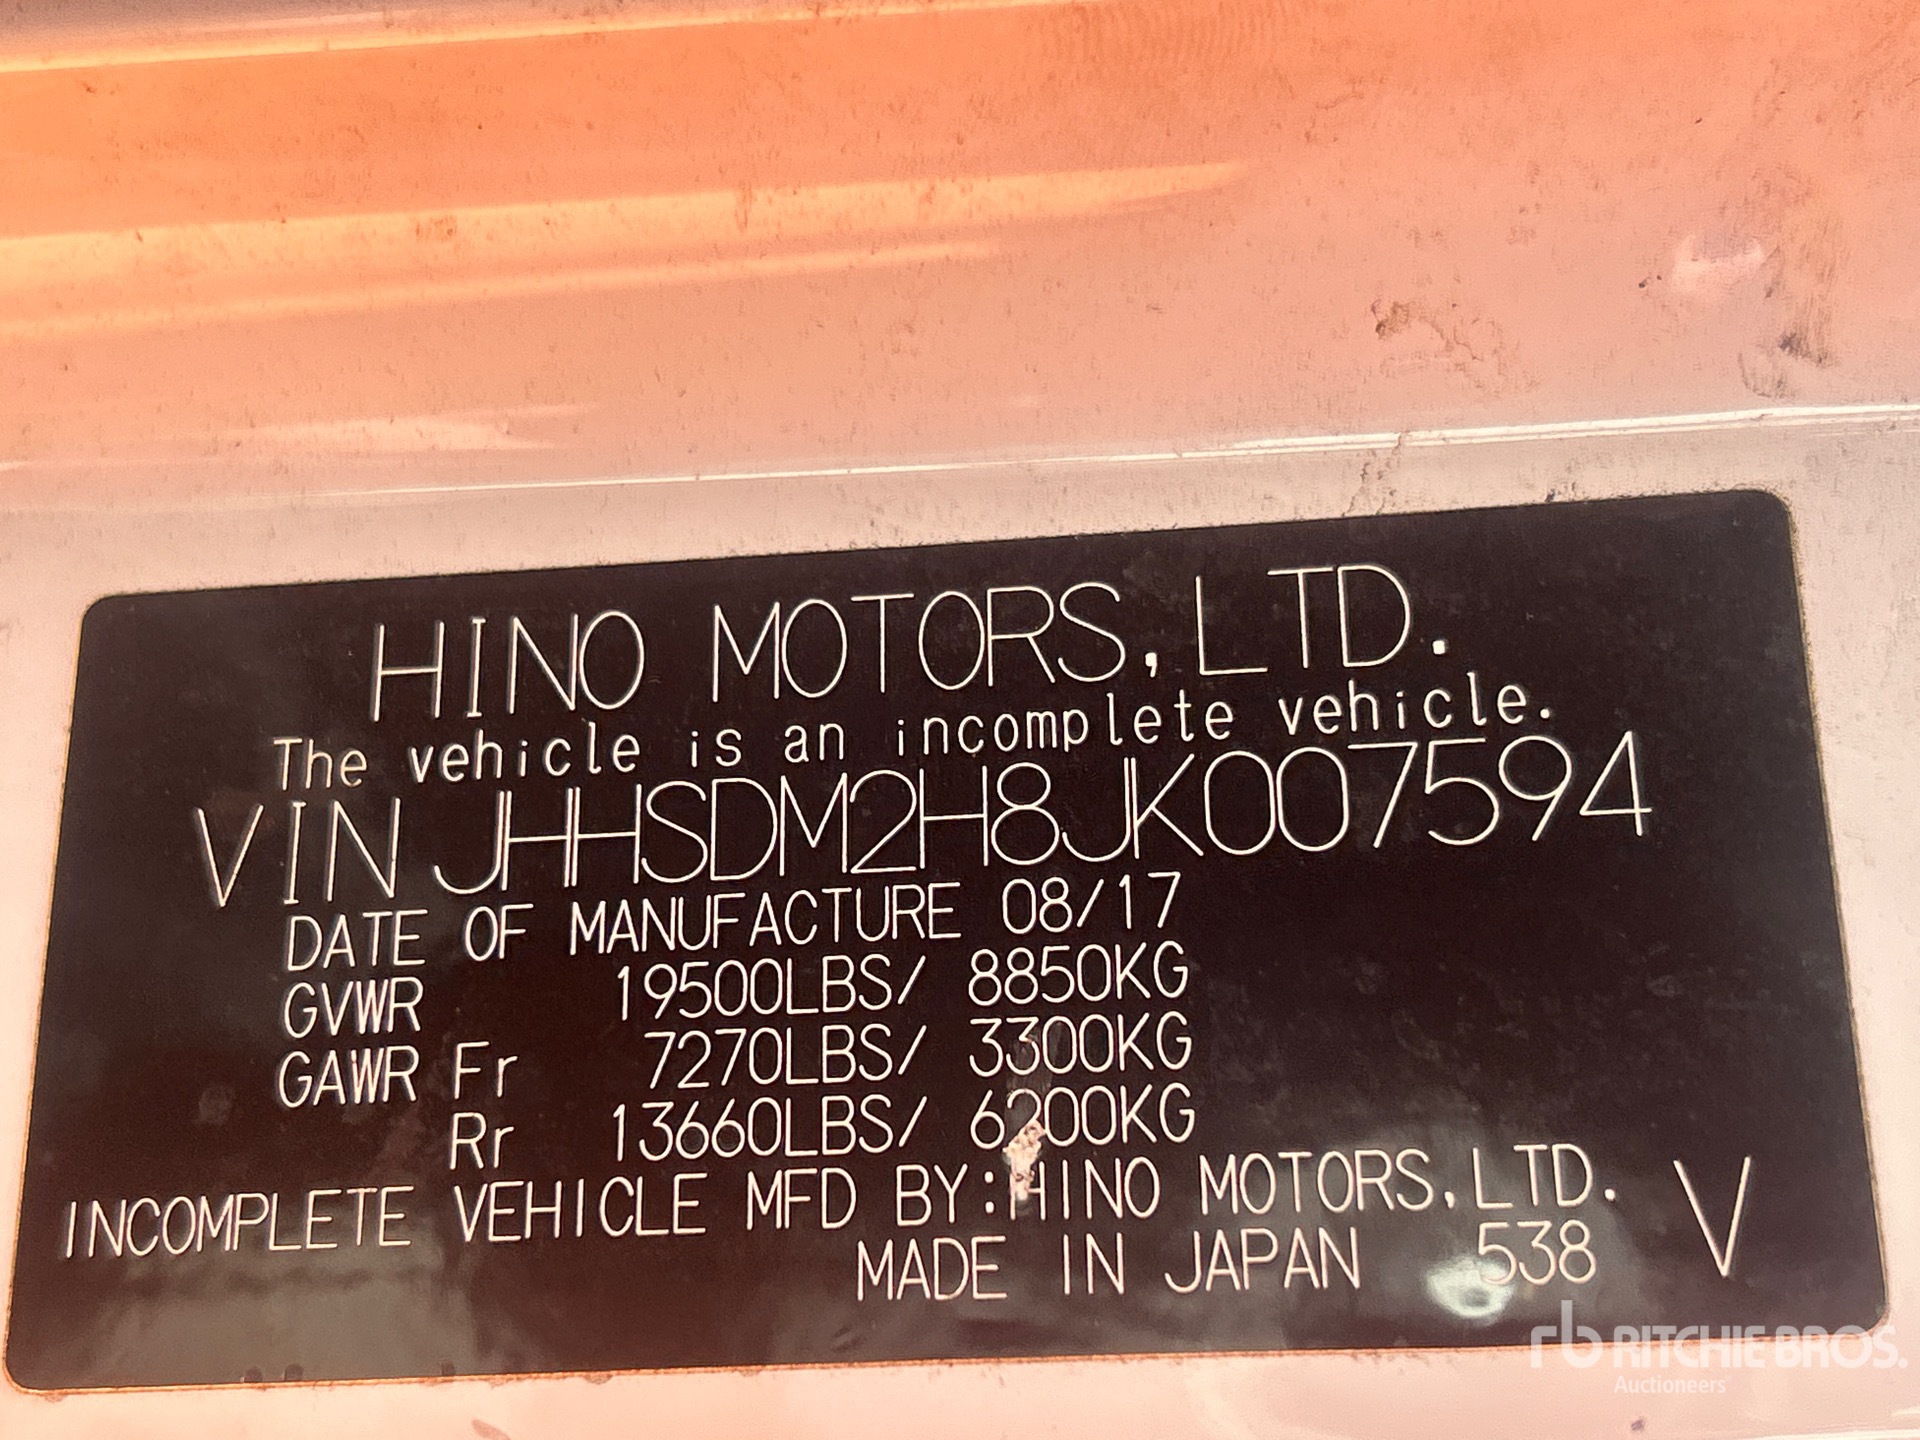 HINO MOTORS, LTD.
The vehicle is an incomplete vehicle.
VIN JHHSDM2H8JK007594
DATE OF MANUFACTURE 08/17
GVWR 19500LBS/ 8850KG
GAWR Fr 7270LBS/ 3300KG
Rr 13660LBS/ 6200KG
INCOMPLETE VEHICLE MFD BY:HINO MOTORS, LTD.
MADE IN JAPAN 538 V
rb RITCHIE BROS.
Auctioneers